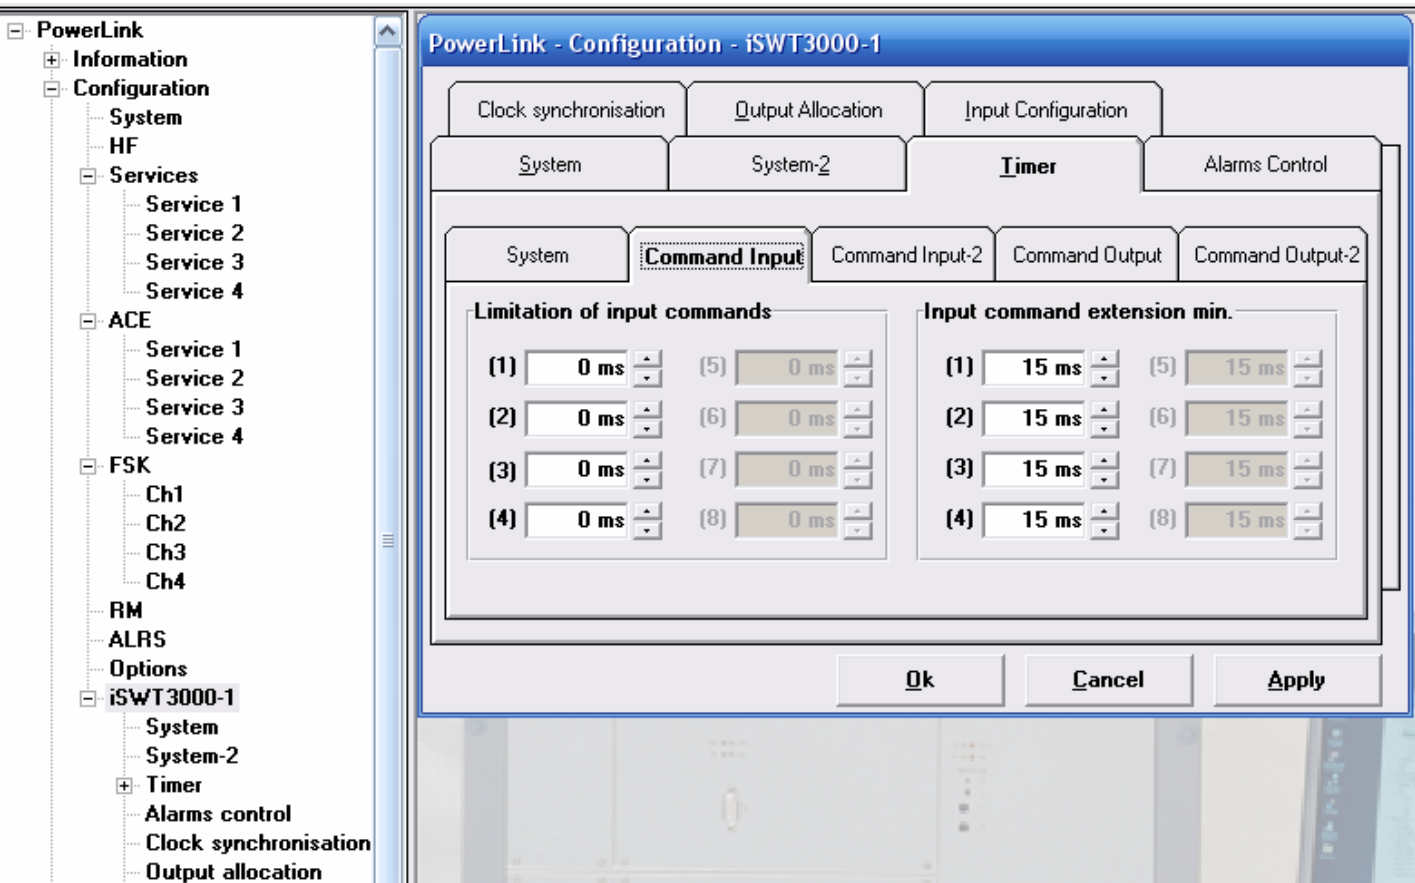 PowerLink
Information
Configuration
System
HF
Services
Service 1
Service 2
Service 3
Service 4
ACE
Service 1
Service 2
Service 3
Service 4
FSK
Ch1
Ch2
Ch3
Ch4
RM
ALRS
Options
iSWT3000-1
System
System-2
Timer
Alarms control
Clock synchronisation
Output allocation
PowerLink - Configuration - iSWT3000-1
Clock synchronisation Output Allocation Input Configuration
System System-2 Timer Alarms Control
System Command Input Command Input-2 Command Output Command Output-2
Limitation of input commands Input command extension min.
(1) 0 ms (5) 0 ms (1) 15 ms (5) 15 ms
(2) 0 ms (6) 0 ms (2) 15 ms (6) 15 ms
(3) 0 ms (7) 0 ms (3) 15 ms (7) 15 ms
(4) 0 ms (8) 0 ms (4) 15 ms (8) 15 ms
Ok Cancel Apply